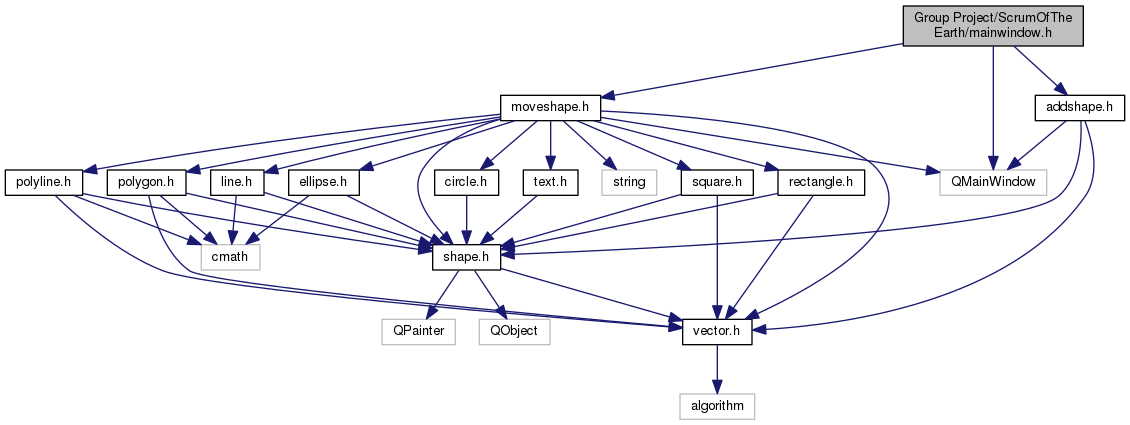 Group Project/ScrumOfThe
Earth/mainwindow.h
moveshape.h
addshape.h
polyline.h
polygon.h
line.h
ellipse.h
circle.h
text.h
string
square.h
rectangle.h
QMainWindow
cmath
shape.h
QPainter
QObject
vector.h
algorithm